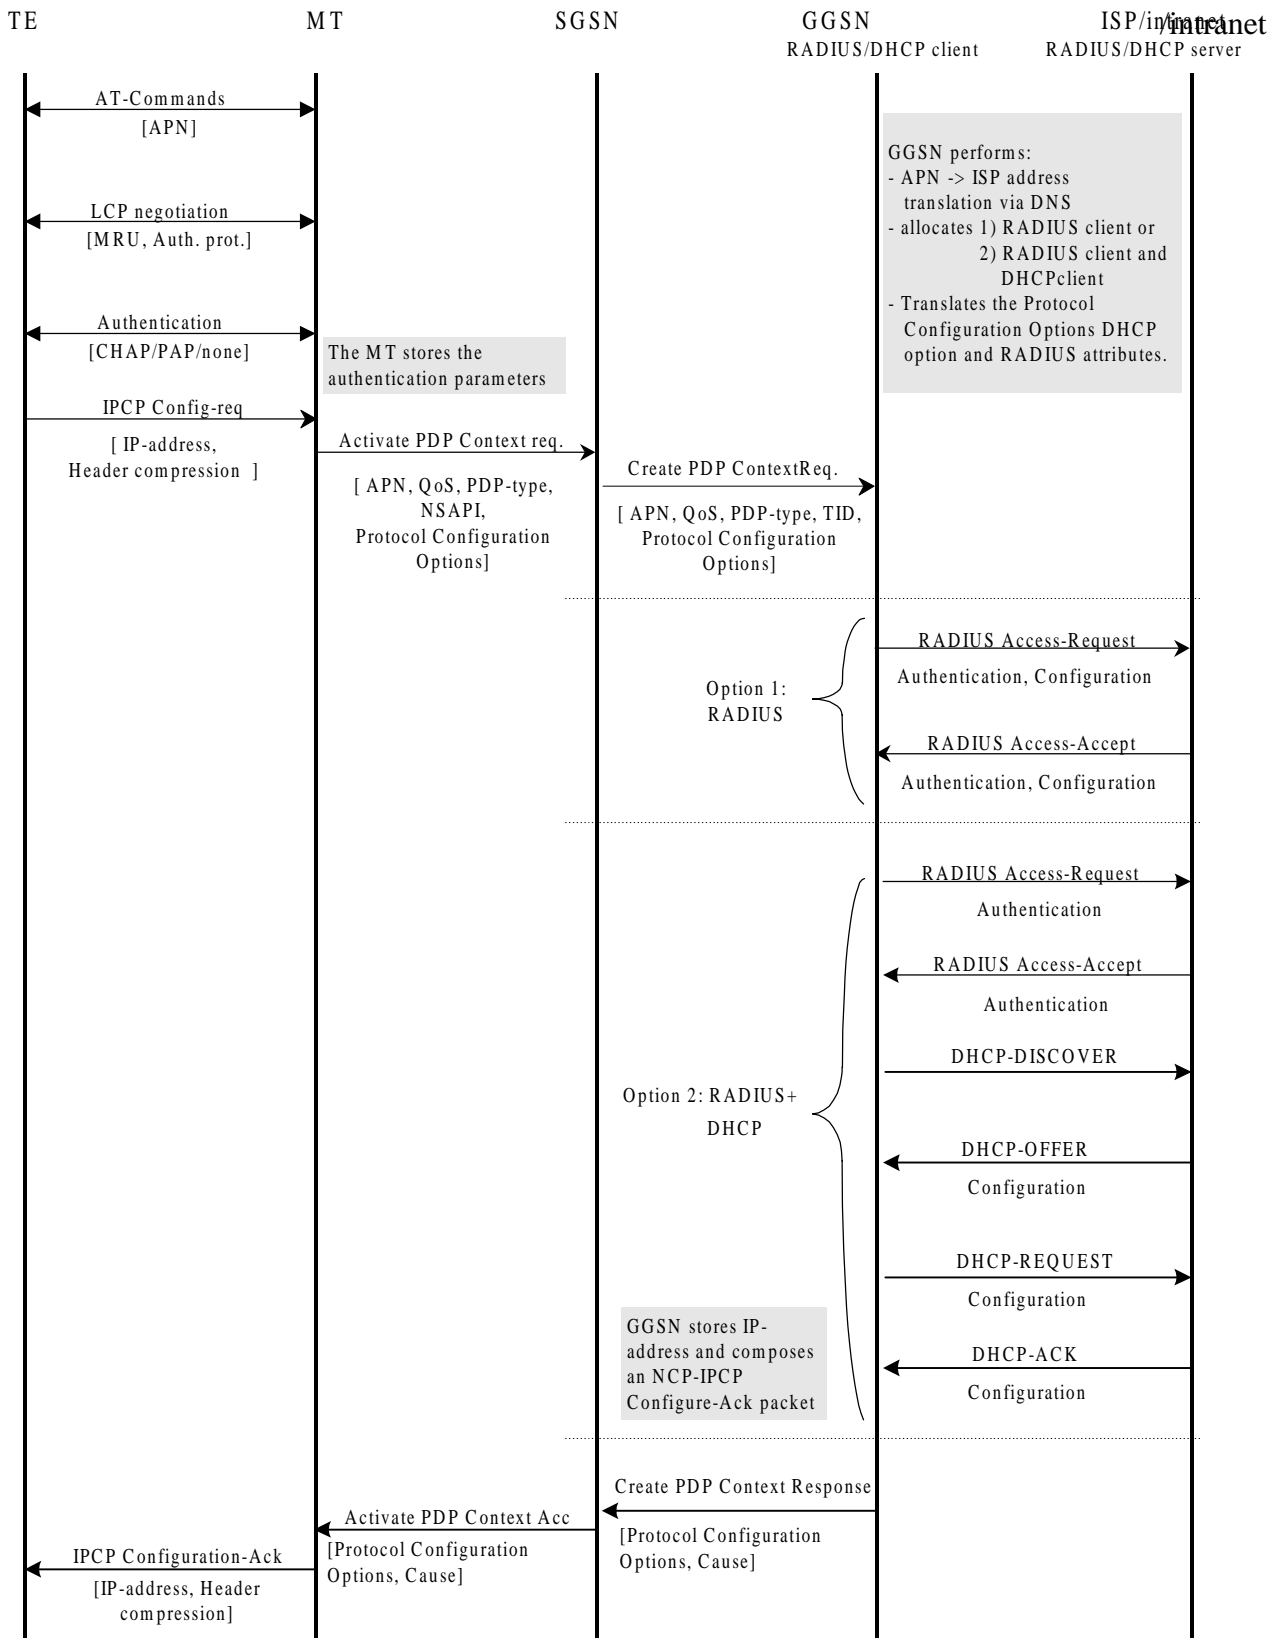 TE
MT
SGSN
GGSN
ISP/intranet
/intranet
RADIUS/DHCP client
RADIUS/DHCP server
AT-Commands
[APN]
GGSN performs:
- APN -> ISP address
translation via DNS
- allocates 1) RADIUS client or
2) RADIUS client and
DHCPclient
- Translates the Protocol
Configuration Options DHCP
option and RADIUS attributes.
LCP negotiation
[MRU, Auth. prot.]
Authentication
[CHAP/PAP/none]
The MT stores the
authentication parameters
IPCP Config-req
[ IP-address,
Header compression ]
Activate PDP Context req.
[ APN, QoS, PDP-type,
NSAPI,
Protocol Configuration
Options]
Create PDP ContextReq.
[ APN, QoS, PDP-type, TID,
Protocol Configuration
Options]
Option 1:
RADIUS
RADIUS Access-Request
Authentication, Configuration
RADIUS Access-Accept
Authentication, Configuration
RADIUS Access-Request
Authentication
RADIUS Access-Accept
Authentication
DHCP-DISCOVER
Option 2: RADIUS+
DHCP
DHCP-OFFER
Configuration
DHCP-REQUEST
Configuration
GGSN stores IP-
address and composes
an NCP-IPCP
Configure-Ack packet
DHCP-ACK
Configuration
Create PDP Context Response
[Protocol Configuration
Options, Cause]
Activate PDP Context Acc
[Protocol Configuration
Options, Cause]
IPCP Configuration-Ack
[IP-address, Header
compression]